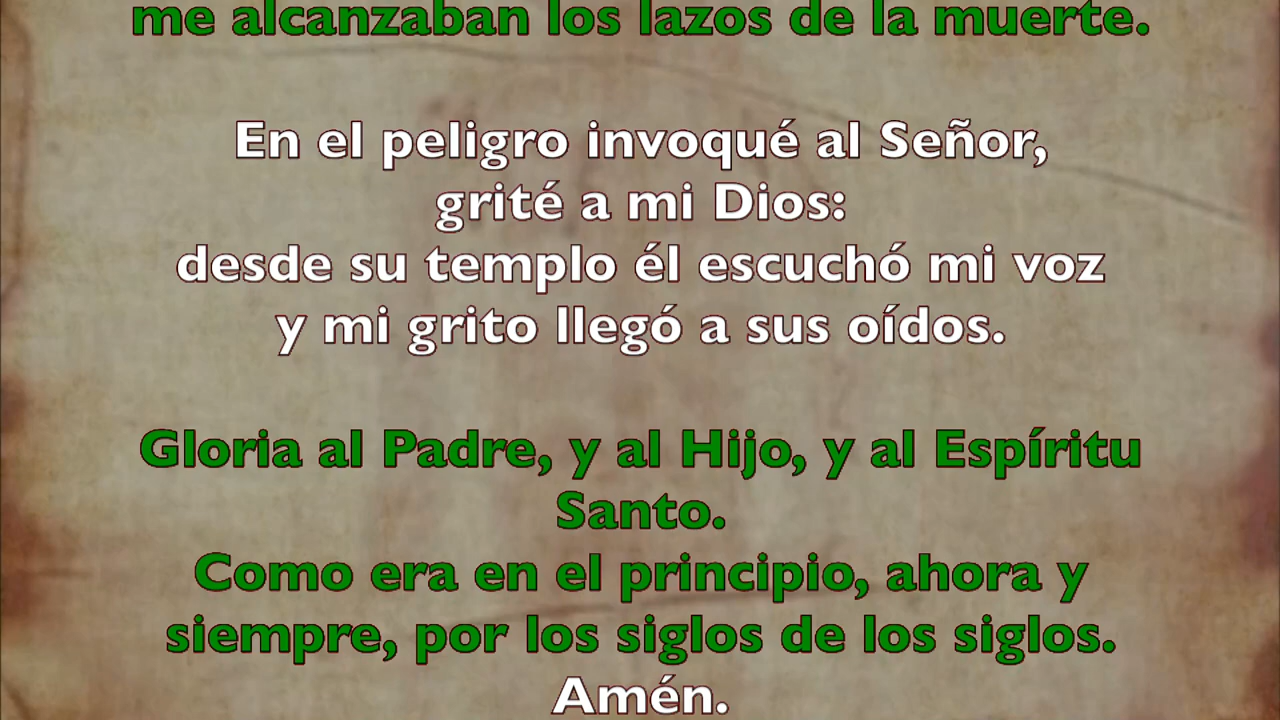 me alcanzaban los lazos de la muerte.
En el peligro invoqué al Señor,
grité a mi Dios:
desde su templo él escuchó mi voz
y mi grito llegó a sus oídos.
Gloria al Padre, y al Hijo, y al Espíritu
Santo.
Como era en el principio, ahora y
siempre, por los siglos de los siglos.
Amén.